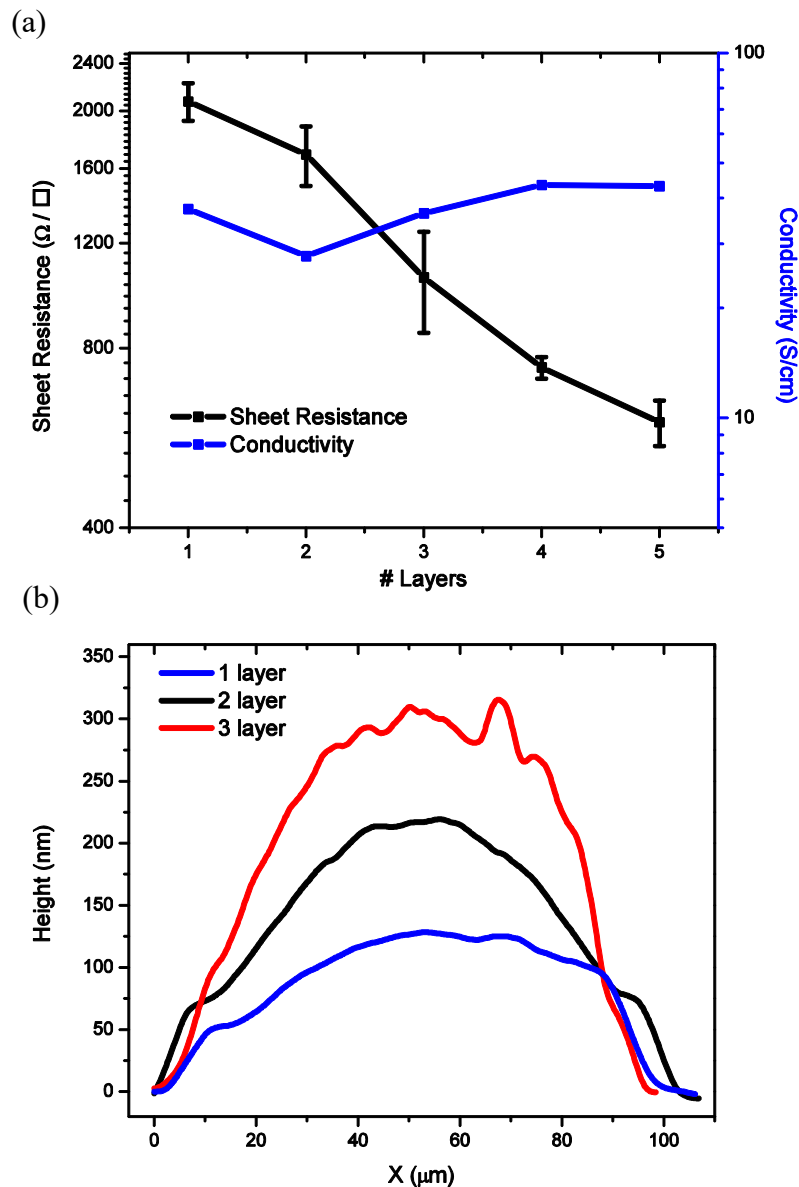 (a)
2400
2000
1600
1200
800
400
Sheet Resistance (Ω / □)
100
10
Conductivity (S/cm)
Sheet Resistance
Conductivity
1 2 3 4 5
# Layers
(b)
350
300
250
200
150
100
50
0
Height (nm)
1 layer
2 layer
3 layer
0 20 40 60 80 100
X (μm)